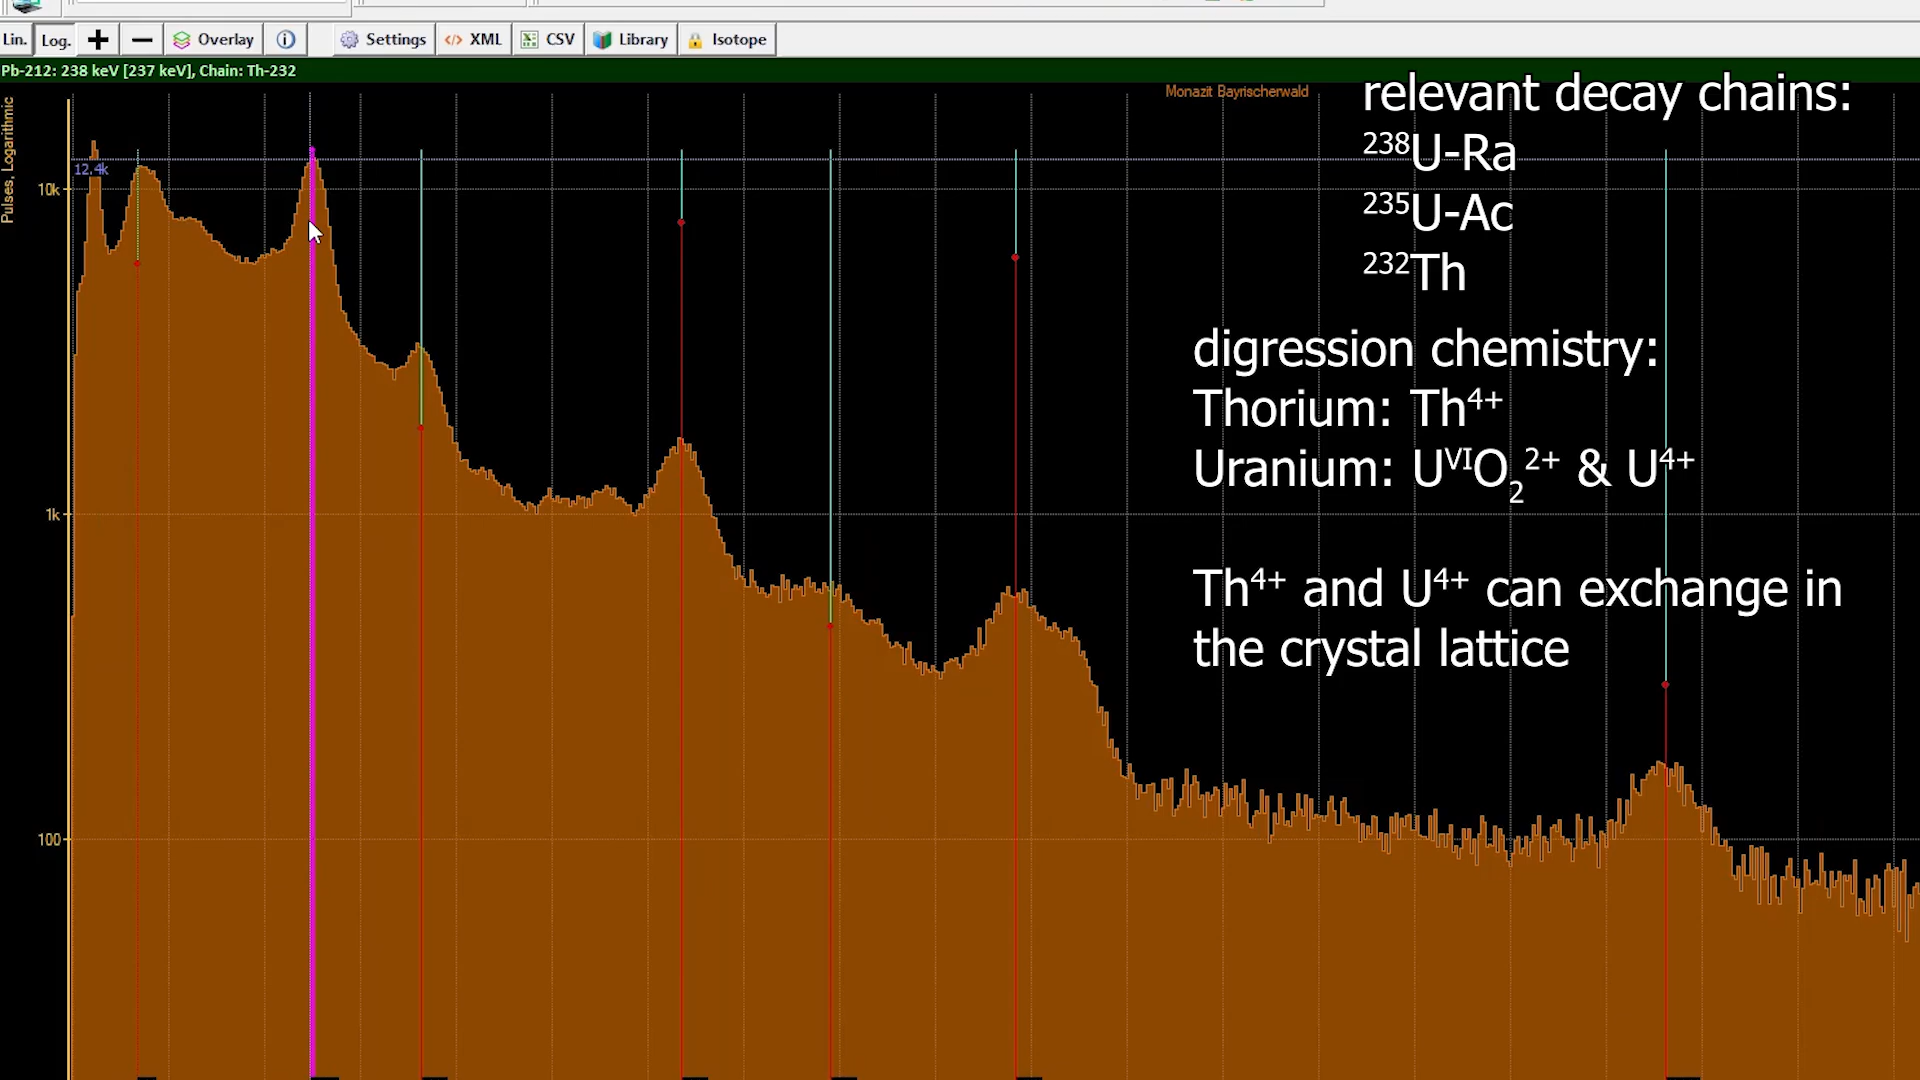 Lin. Log. Overlay Settings XML CSV Library Isotope
Pb-212: 238 keV [237 keV], Chain: Th-232
Pulses, Logarithmic
Monazit Bayrischerwald
12.4k
10k
1k
100
relevant decay chains:
²³⁸U-Ra
²³⁵U-Ac
²³²Th
digression chemistry:
Thorium: Th⁴⁺
Uranium: UⱽᴵO₂²⁺ & U⁴⁺
Th⁴⁺ and U⁴⁺ can exchange in
the crystal lattice